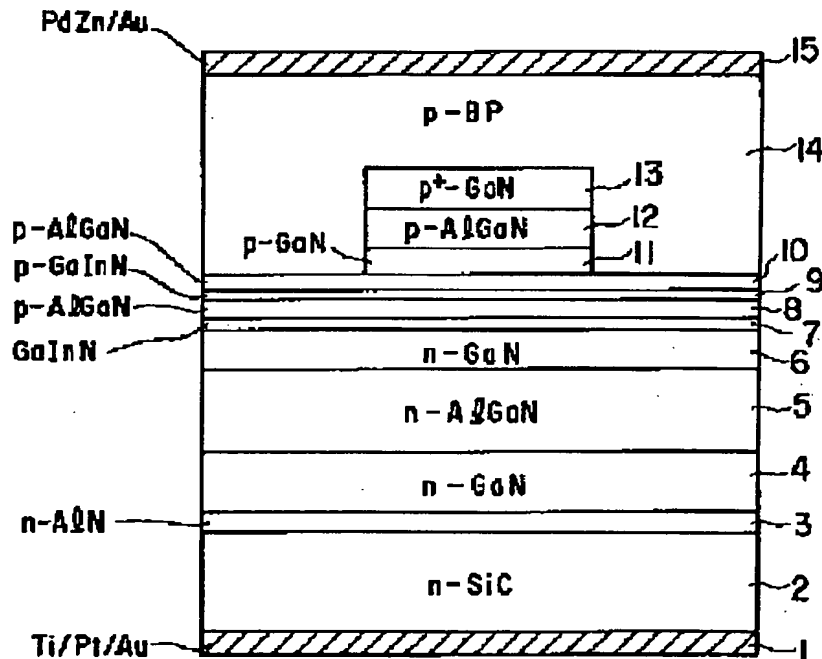 PdZn/Au
15
p-BP
14
p⁺-GaN
13
p-AlGaN
12
p-GaN
11
p-AlGaN
10
p-GaInN
9
p-AlGaN
8
GaInN
7
n-GaN
6
n-AlGaN
5
n-GaN
4
n-AlN
3
n-SiC
2
Ti/Pt/Au
1